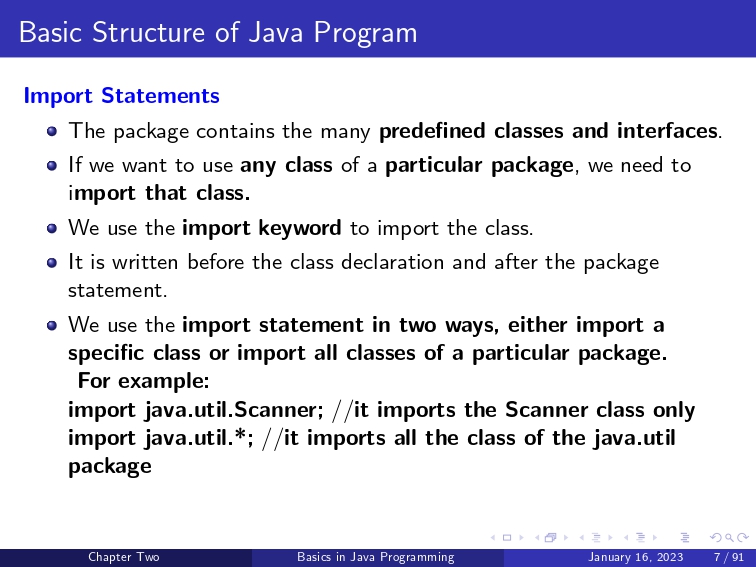 Basic Structure of Java Program
Import Statements
The package contains the many predefined classes and interfaces.
If we want to use any class of a particular package, we need to
import that class.
We use the import keyword to import the class.
It is written before the class declaration and after the package
statement.
We use the import statement in two ways, either import a
specific class or import all classes of a particular package.
For example:
import java.util.Scanner; //it imports the Scanner class only
import java.util.*; //it imports all the class of the java.util
package
Chapter Two Basics in Java Programming January 16, 2023 7 / 91